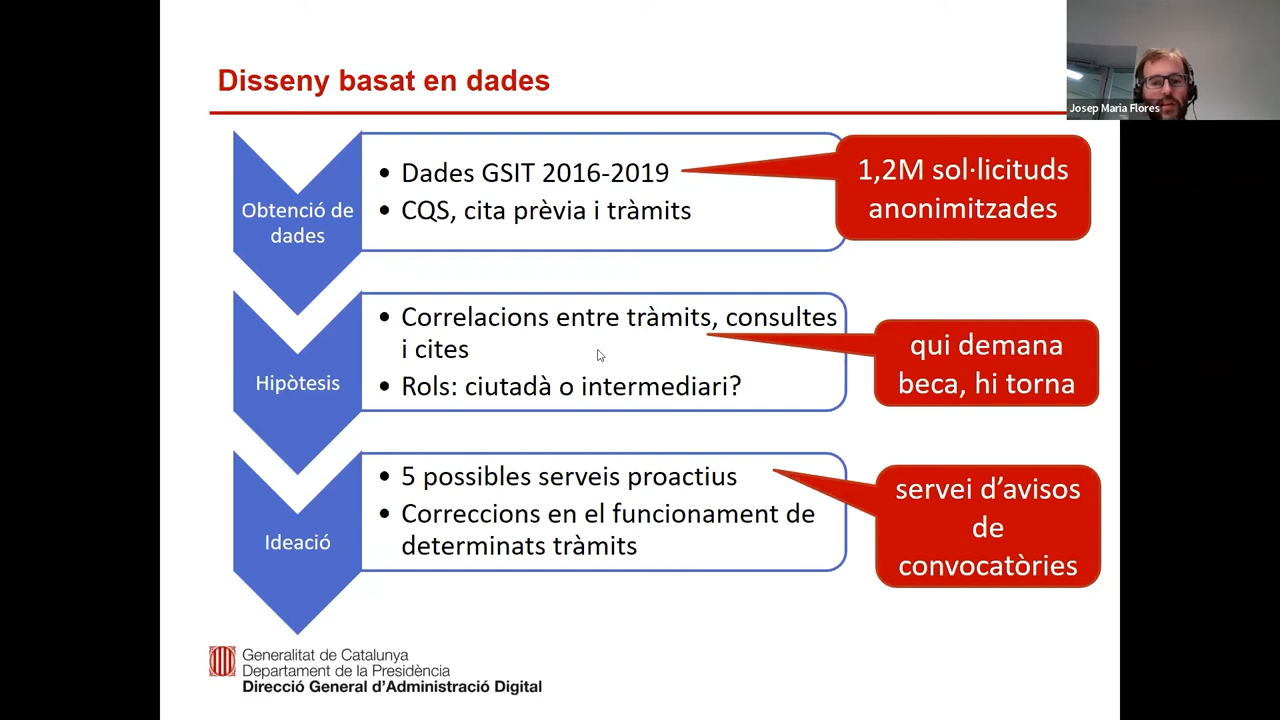 Disseny basat en dades
Josep Maria Flores
Obtenció de
dades
• Dades GSIT 2016-2019
• CQS, cita prèvia i tràmits
1,2M sol·licituds
anonimitzades
Hipòtesis
• Correlacions entre tràmits, consultes
i cites
• Rols: ciutadà o intermediari?
qui demana
beca, hi torna
Ideació
• 5 possibles serveis proactius
• Correccions en el funcionament de
determinats tràmits
servei d’avisos
de
convocatòries
Generalitat de Catalunya
Departament de la Presidència
Direcció General d’Administració Digital